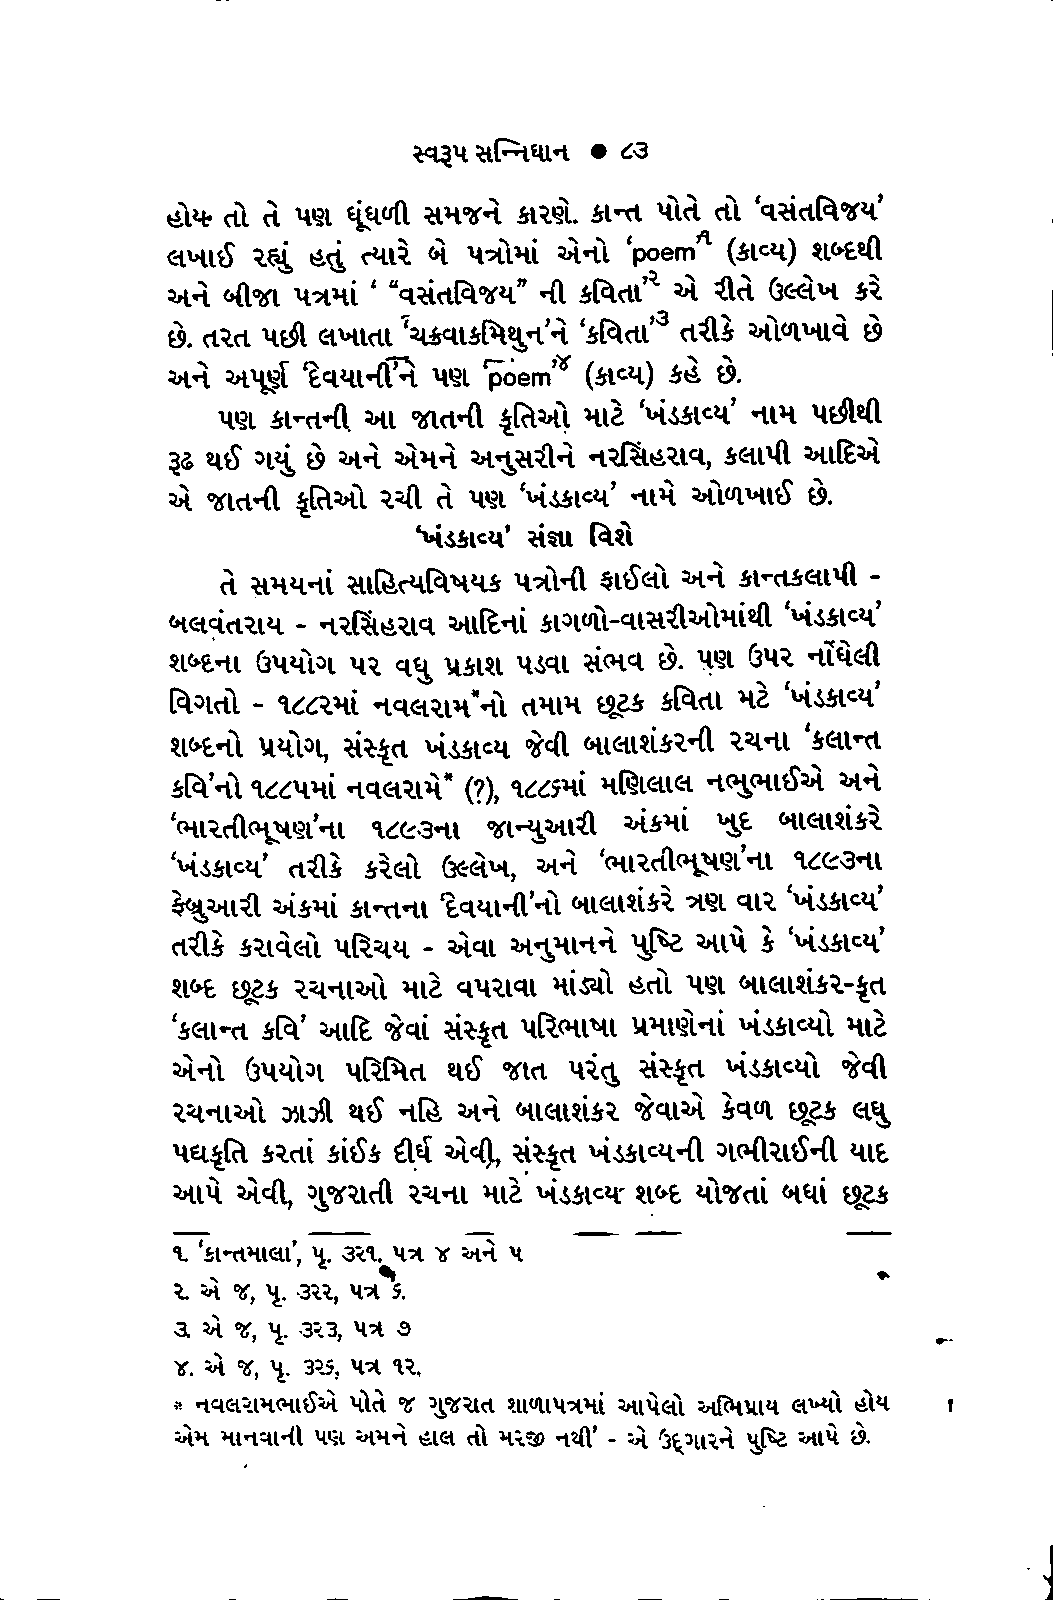 સ્વરૂપ સન્નિધાન ● ૮૩
હોય તો તે પણ ધૂંધળી સમજને કારણે. કાન્ત પોતે તો ‘વસંતવિજય’
લખાઈ રહ્યું હતું ત્યારે બે પત્રોમાં એનો ‘poem’૧ (કાવ્ય) શબ્દથી
અને બીજા પત્રમાં ‘ “વસંતવિજય” ની કવિતા’૨ એ રીતે ઉલ્લેખ કરે
છે. તરત પછી લખાતા ‘ચક્રવાકમિથુન’ને ‘કવિતા’૩ તરીકે ઓળખાવે છે
અને અપૂર્ણ ‘દેવયાની’ને પણ ‘poem’૪ (કાવ્ય) કહે છે.
પણ કાન્તની આ જાતની કૃતિઓ માટે ‘ખંડકાવ્ય’ નામ પછીથી
રૂઢ થઈ ગયું છે અને એમને અનુસરીને નરસિંહરાવ, કલાપી આદિએ
એ જાતની કૃતિઓ રચી તે પણ ‘ખંડકાવ્ય’ નામે ઓળખાઈ છે.
‘ખંડકાવ્ય’ સંજ્ઞા વિશે
તે સમયનાં સાહિત્યવિષયક પત્રોની ફાઈલો અને કાન્તકલાપી -
બલવંતરાય - નરસિંહરાવ આદિનાં કાગળો-વાસરીઓમાંથી ‘ખંડકાવ્ય’
શબ્દના ઉપયોગ પર વધુ પ્રકાશ પડવા સંભવ છે. પણ ઉપર નોંધેલી
વિગતો - ૧૮૮૨માં નવલરામ*નો તમામ છૂટક કવિતા મટે ‘ખંડકાવ્ય’
શબ્દનો પ્રયોગ, સંસ્કૃત ખંડકાવ્ય જેવી બાલાશંકરની રચના ‘કલાન્ત
કવિ’નો ૧૮૮૫માં નવલરામે* (?), ૧૮૮૬માં મણિલાલ નભુભાઈએ અને
‘ભારતીભૂષણ’ના ૧૮૯૩ના જાન્યુઆરી અંકમાં ખુદ બાલાશંકરે
‘ખંડકાવ્ય’ તરીકે કરેલો ઉલ્લેખ, અને ‘ભારતીભૂષણ’ના ૧૮૯૩ના
ફેબ્રુઆરી અંકમાં કાન્તના ‘દેવયાની’નો બાલાશંકરે ત્રણ વાર ‘ખંડકાવ્ય’
તરીકે કરાવેલો પરિચય - એવા અનુમાનને પુષ્ટિ આપે કે ‘ખંડકાવ્ય’
શબ્દ છૂટક રચનાઓ માટે વપરાવા માંડ્યો હતો પણ બાલાશંકર-કૃત
‘કલાન્ત કવિ’ આદિ જેવાં સંસ્કૃત પરિભાષા પ્રમાણેનાં ખંડકાવ્યો માટે
એનો ઉપયોગ પરિમિત થઈ જાત પરંતુ સંસ્કૃત ખંડકાવ્યો જેવી
રચનાઓ ઝાઝી થઈ નહિ અને બાલાશંકર જેવાએ કેવળ છૂટક લઘુ
પદ્યકૃતિ કરતાં કાંઈક દીર્ઘ એવી, સંસ્કૃત ખંડકાવ્યની ગભીરાઈની યાદ
આપે એવી, ગુજરાતી રચના માટે ખંડકાવ્ય શબ્દ યોજતાં બધાં છૂટક
૧. ‘કાન્તમાલા’, પૃ. ૩૨૧. પત્ર ૪ અને ૫
૨. એ જ, પૃ. ૩૨૨, પત્ર ૬.
૩. એ જ, પૃ. ૩૨૩, પત્ર ૭
૪. એ જ, પૃ. ૩૨૬, પત્ર ૧૨.
* નવલરામભાઈએ પોતે જ ગુજરાત શાળાપત્રમાં આપેલો અભિપ્રાય લખ્યો હોય
એમ માનવાની પણ અમને હાલ તો મરજી નથી’ - એ ઉદ્‌ગારને પુષ્ટિ આપે છે.